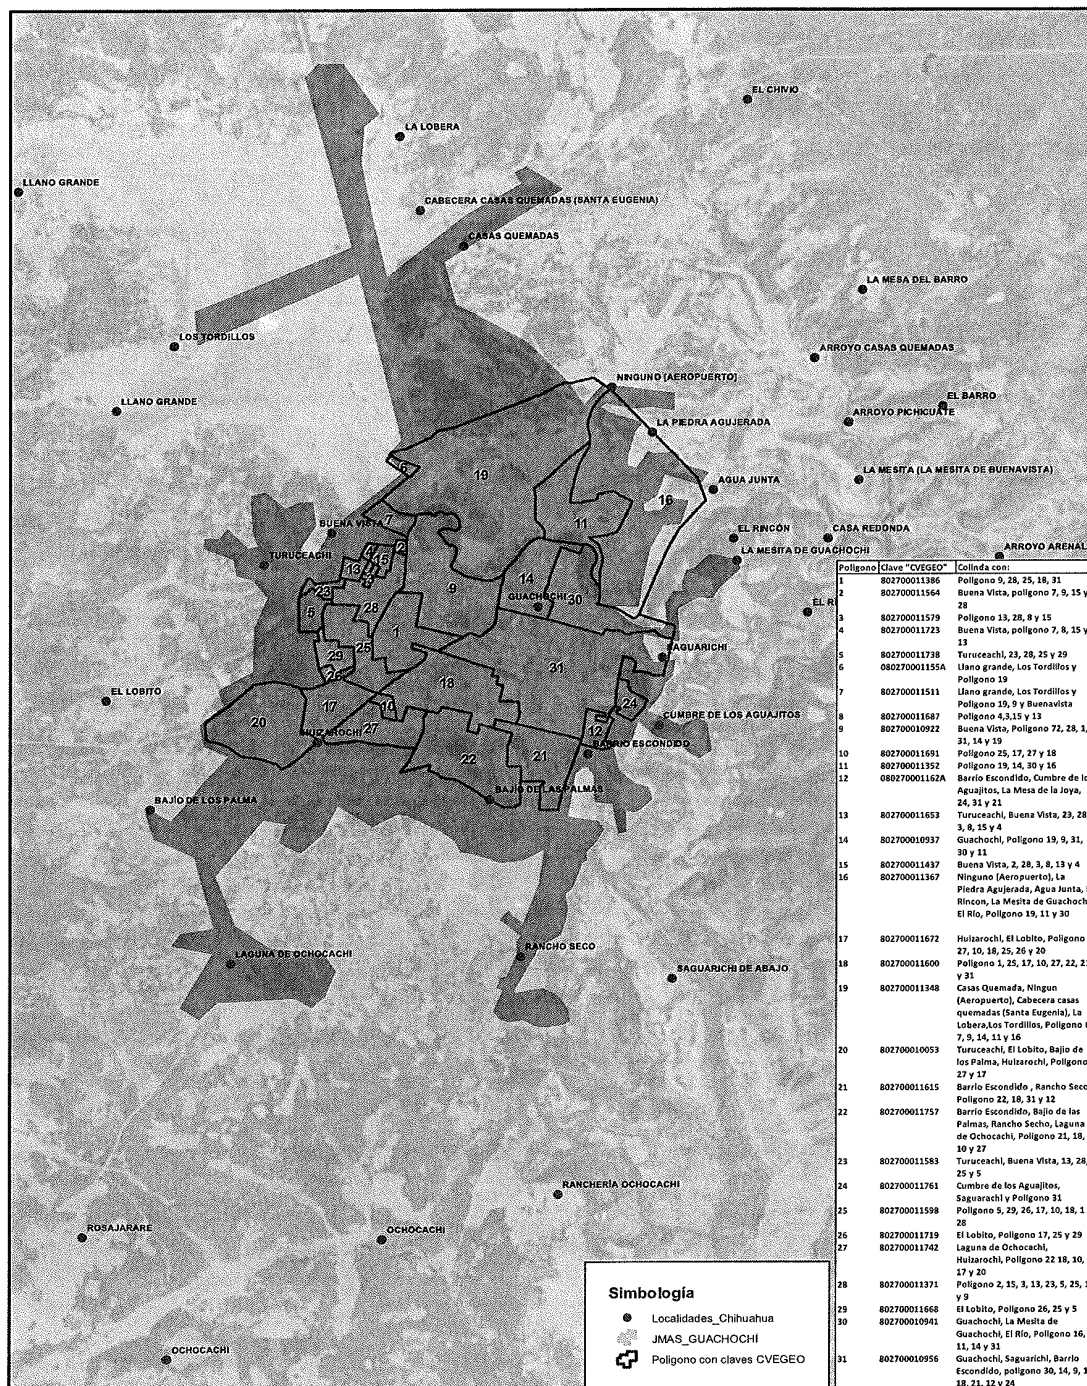 EL CHIVIO
LA LOBERA
LLANO GRANDE
CABECERA CASAS QUEMADAS (SANTA EUGENIA)
CASAS QUEMADAS
LA MESA DEL BARRO
LOS TORDILLOS
ARROYO CASAS QUEMADAS
NINGUNO [AEROPUERTO]
LLANO GRANDE
EL BARRO
ARROYO PICHICUATE
LA PIEDRA AGUJERADA
6
19
LA MESITA (LA MESITA DE BUENAVISTA)
AGUA JUNTA
16
7
11
BUENA VISTA
EL RINCÓN
CASA REDONDA
4
15
2
TURUCEACHI
LA MESITA DE GUACHOCHI
ARROYO ARENAL
13
3
9
14
30
23
GUACHOCHI
5
28
1
29
25
31
SAGUARICHI
26
18
EL LOBITO
17
10
24
20
27
12
CUMBRE DE LOS AGUAJITOS
HUIZAROCHI
22
21
BARRIO ESCONDIDO
BAJÍO DE LOS PALMA
BAJÍO DE LAS PALMAS
LAGUNA DE OCHOCACHI
RANCHO SECO
SAGUARICHI DE ABAJO
RANCHERÍA OCHOCACHI
ROSAJARARE
OCHOCACHI
OCHOCACHI
Simbología
Localidades_Chihuahua
JMAS_GUACHOCHI
Poligono con claves CVEGEO
Poligono Clave "CVEGEO" Colinda con:
1 802700011386 Poligono 9, 28, 25, 18, 31
2 802700011564 Buena Vista, poligono 7, 9, 15 y
28
3 802700011579 Poligono 13, 28, 8 y 15
4 802700011723 Buena Vista, poligono 7, 8, 15 y
13
5 802700011738 Turuceachi, 23, 28, 25 y 29
6 080270001155A Llano grande, Los Tordillos y
Poligono 19
7 802700011511 Llano grande, Los Tordillos y
Poligono 19, 9 y Buenavista
8 802700011687 Poligono 4,3,15 y 13
9 802700010922 Buena Vista, Poligono 72, 28, 1,
31, 14 y 19
10 802700011691 Poligono 25, 17, 27 y 18
11 802700011352 Poligono 19, 14, 30 y 16
12 080270001162A Barrio Escondido, Cumbre de
Aguajitos, La Mesa de la Joya,
24, 31 y 21
13 802700011653 Turuceachi, Buena Vista, 23, 28,
3, 8, 15 y 4
14 802700010937 Guachochi, Poligono 19, 9, 31,
30 y 11
15 802700011437 Buena Vista, 2, 28, 3, 8, 13 y 4
16 802700011367 Ninguno (Aeropuerto), La
Piedra Agujerada, Agua Junta,
Rincon, La Mesita de Guachoch
El Río, Poligono 19, 11 y 30
17 802700011672 Huizarochi, El Lobito, Poligono
27, 10, 18, 25, 26 y 20
18 802700011600 Poligono 1, 25, 17, 10, 27, 22, 21
y 31
19 802700011348 Casas Quemada, Ningun
(Aeropuerto), Cabecera casas
quemadas (Santa Eugenia), La
Lobera,Los Tordillos, Poligono
7, 9, 14, 11 y 16
20 802700010053 Turuceachi, El Lobito, Bajio de
los Palma, Huizarochi, Poligono
27 y 17
21 802700011615 Barrio Escondido , Rancho Seco
Poligono 22, 18, 31 y 12
22 802700011757 Barrio Escondido, Bajio de las
Palmas, Rancho Secho, Laguna
de Ochocachi, Poligono 21, 18,
10 y 27
23 802700011583 Turuceachi, Buena Vista, 13, 28,
25 y 5
24 802700011761 Cumbre de los Aguajitos,
Saguarachi y Poligono 31
25 802700011598 Poligono 5, 29, 26, 17, 10, 18, 1
28
26 802700011719 El Lobito, Poligono 17, 25 y 29
27 802700011742 Laguna de Ochocachi,
Huizarochi, Poligono 22 18, 10,
17 y 20
28 802700011371 Poligono 2, 15, 3, 13, 23, 5, 25, 1
y 9
29 802700011668 El Lobito, Poligono 26, 25 y 5
30 802700010941 Guachochi, La Mesita de
Guachochi, El Río, Poligono 16,
11, 14 y 31
31 802700010956 Guachochi, Saguarichi, Barrio
Escondido, poligono 30, 14, 9, 1
18, 21, 12 y 24